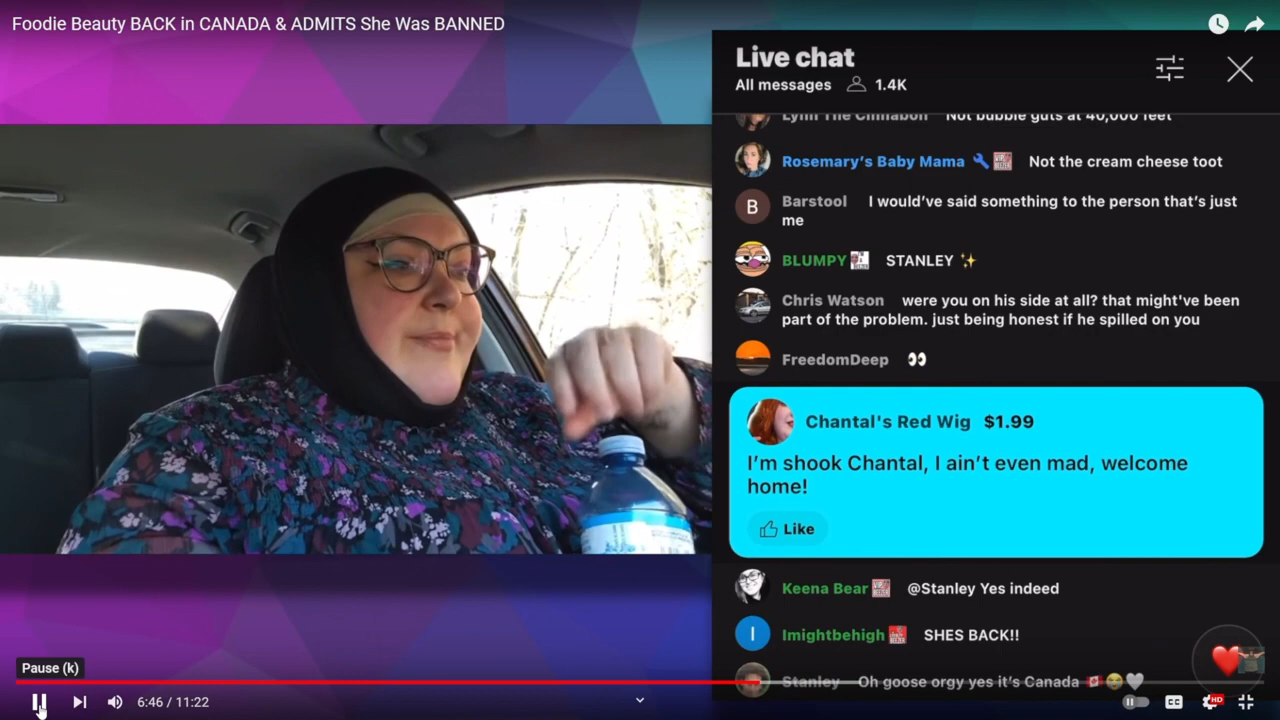 Foodie Beauty BACK in CANADA & ADMITS She Was BANNED
Live chat
All messages 1.4K
Lynn The Cinnabon Not bubble guts at 40,000 feet
Rosemary's Baby Mama Not the cream cheese toot
B Barstool I would've said something to the person that's just
me
BLUMPY STANLEY ✨
Chris Watson were you on his side at all? that might've been
part of the problem. just being honest if he spilled on you
FreedomDeep 👀
Chantal's Red Wig $1.99
I'm shook Chantal, I ain't even mad, welcome
home!
Like
Keena Bear @Stanley Yes indeed
I Imightbehigh SHES BACK!!
Stanley Oh goose orgy yes it's Canada 🇨🇦😭🤍
Pause (k)
6:46 / 11:22
CC
HD